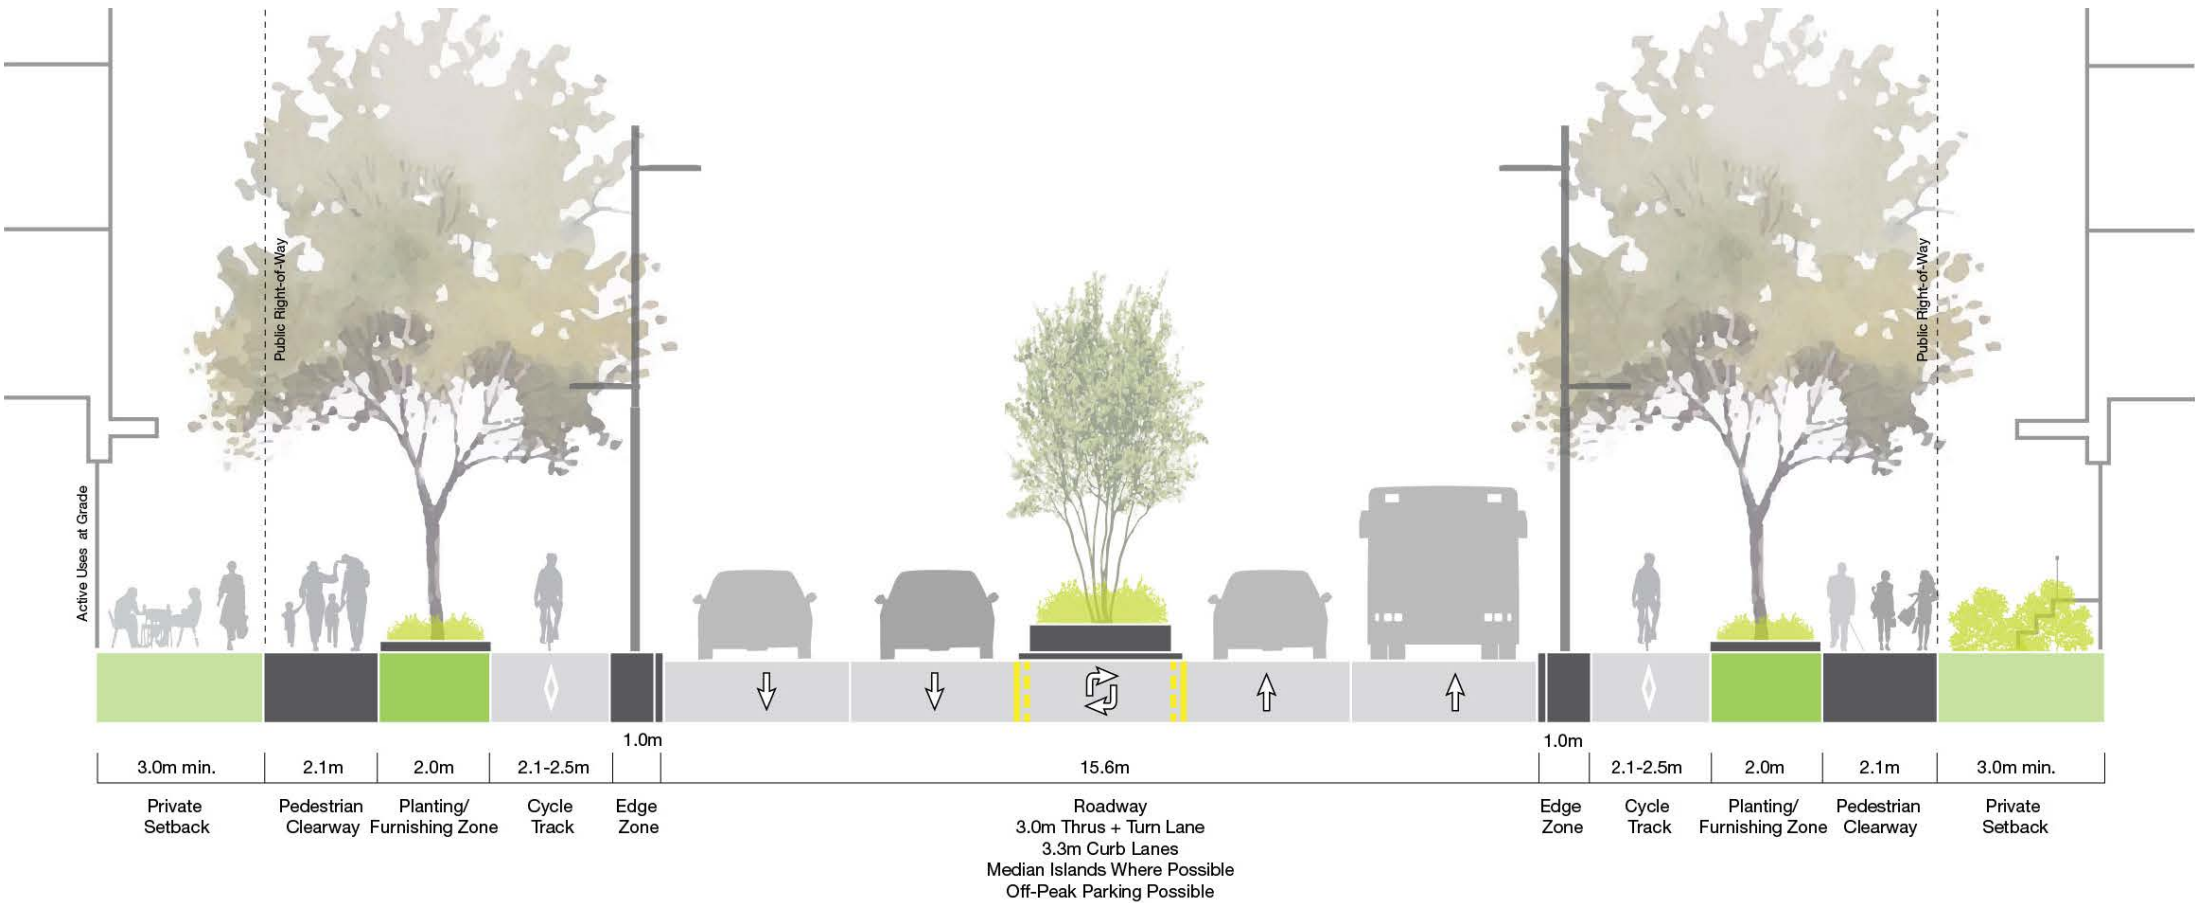 Public Right-of-Way
Public Right-of-Way
Active Uses at Grade
1.0m
1.0m
3.0m min.
2.1m
2.0m
2.1-2.5m
15.6m
2.1-2.5m
2.0m
2.1m
3.0m min.
Private
Setback
Pedestrian
Clearway
Planting/
Furnishing Zone
Cycle
Track
Edge
Zone
Roadway
3.0m Thrus + Turn Lane
3.3m Curb Lanes
Median Islands Where Possible
Off-Peak Parking Possible
Edge
Zone
Cycle
Track
Planting/
Furnishing Zone
Pedestrian
Clearway
Private
Setback